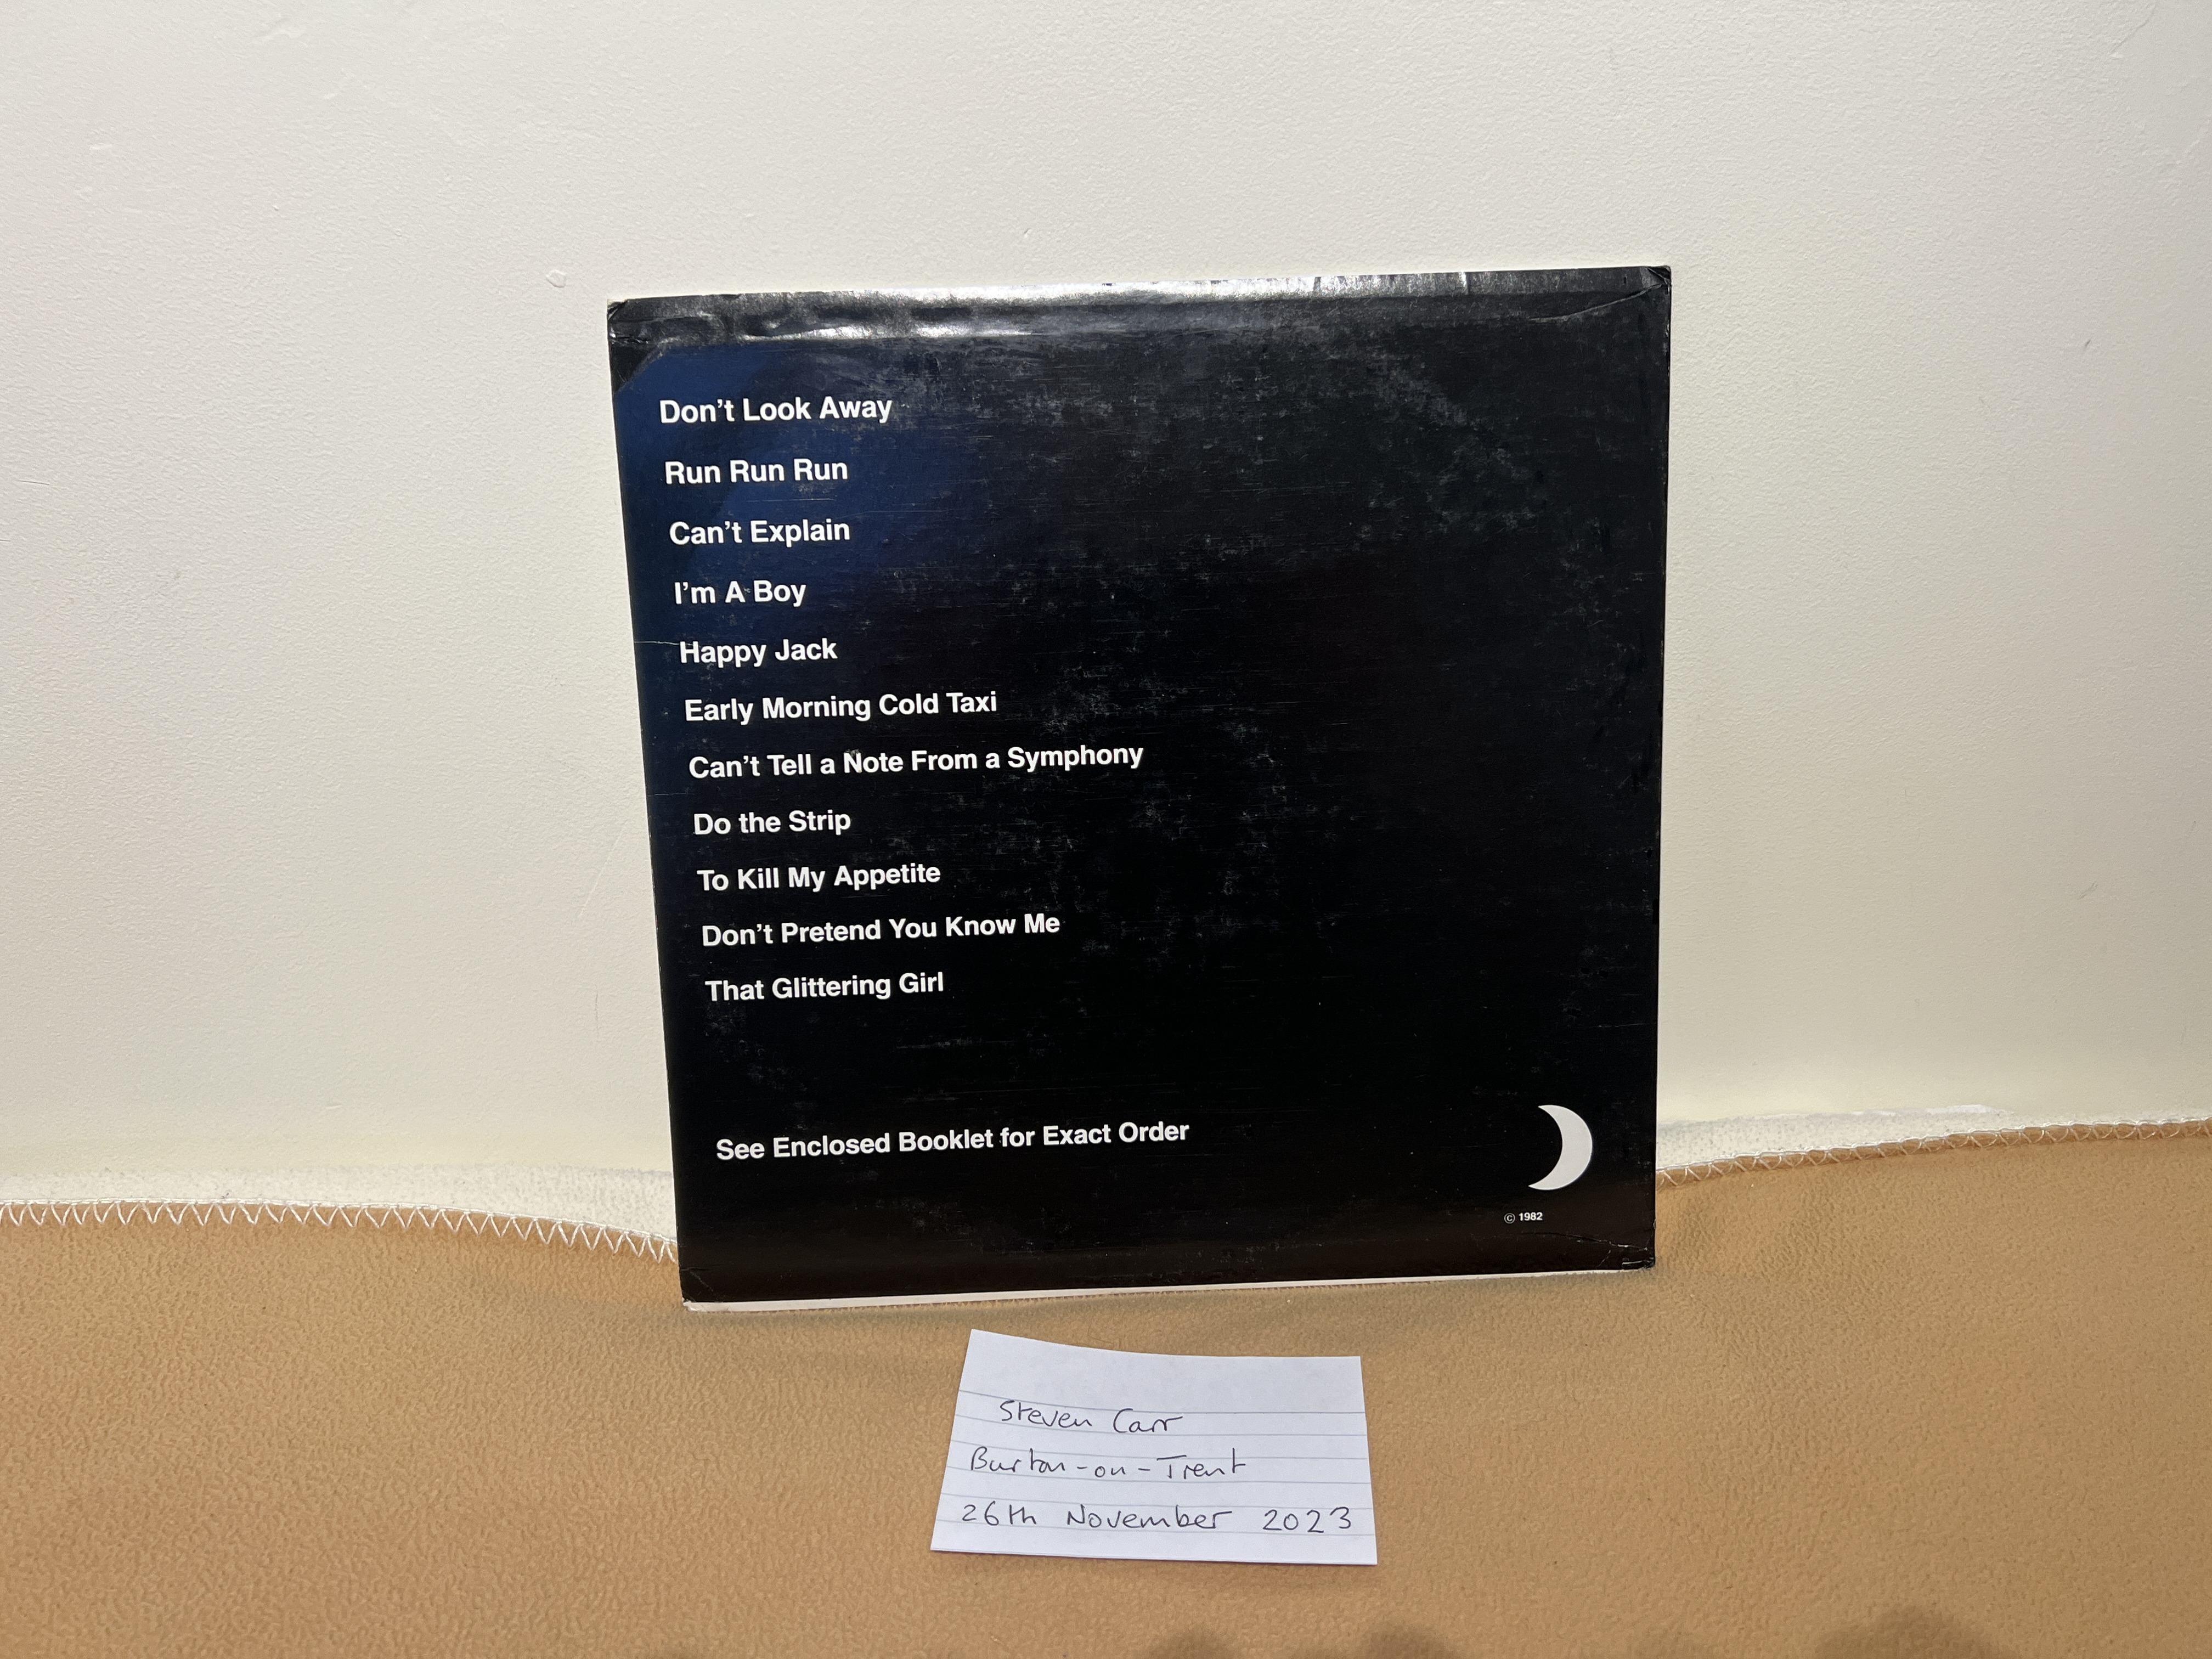 Don't Look Away
Run Run Run
Can't Explain
I'm A Boy
Happy Jack
Early Morning Cold Taxi
Can't Tell a Note From a Symphony
Do the Strip
To Kill My Appetite
Don't Pretend You Know Me
That Glittering Girl
See Enclosed Booklet for Exact Order
© 1982
Steven Carr
Burton-on-Trent
26th November 2023